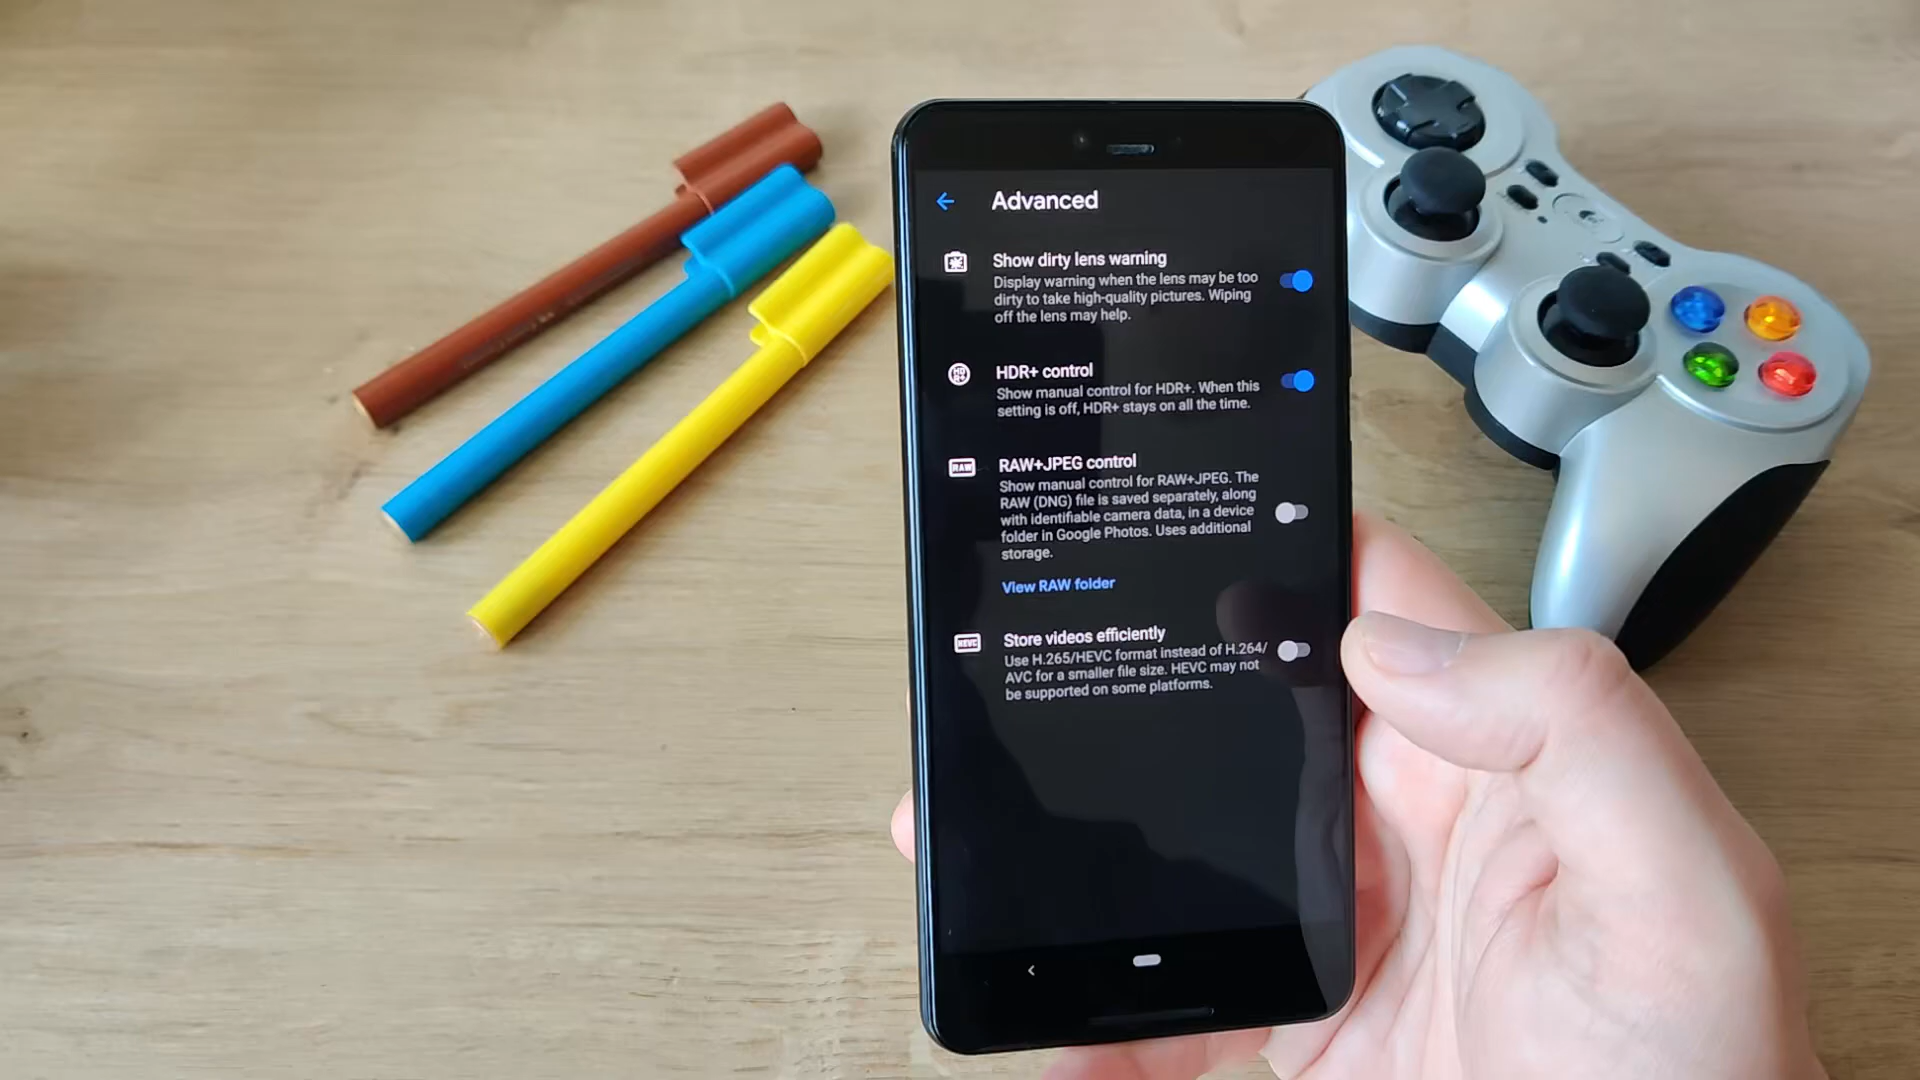 Advanced
Show dirty lens warning
Display warning when the lens may be too
dirty to take high-quality pictures. Wiping
off the lens may help.
HDR+ control
Show manual control for HDR+. When this
setting is off, HDR+ stays on all the time.
RAW
RAW+JPEG control
Show manual control for RAW+JPEG. The
RAW (DNG) file is saved separately, along
with identifiable camera data, in a device
folder in Google Photos. Uses additional
storage.
View RAW folder
HEVC
Store videos efficiently
Use H.265/HEVC format instead of H.264/
AVC for a smaller file size. HEVC may not
be supported on some platforms.